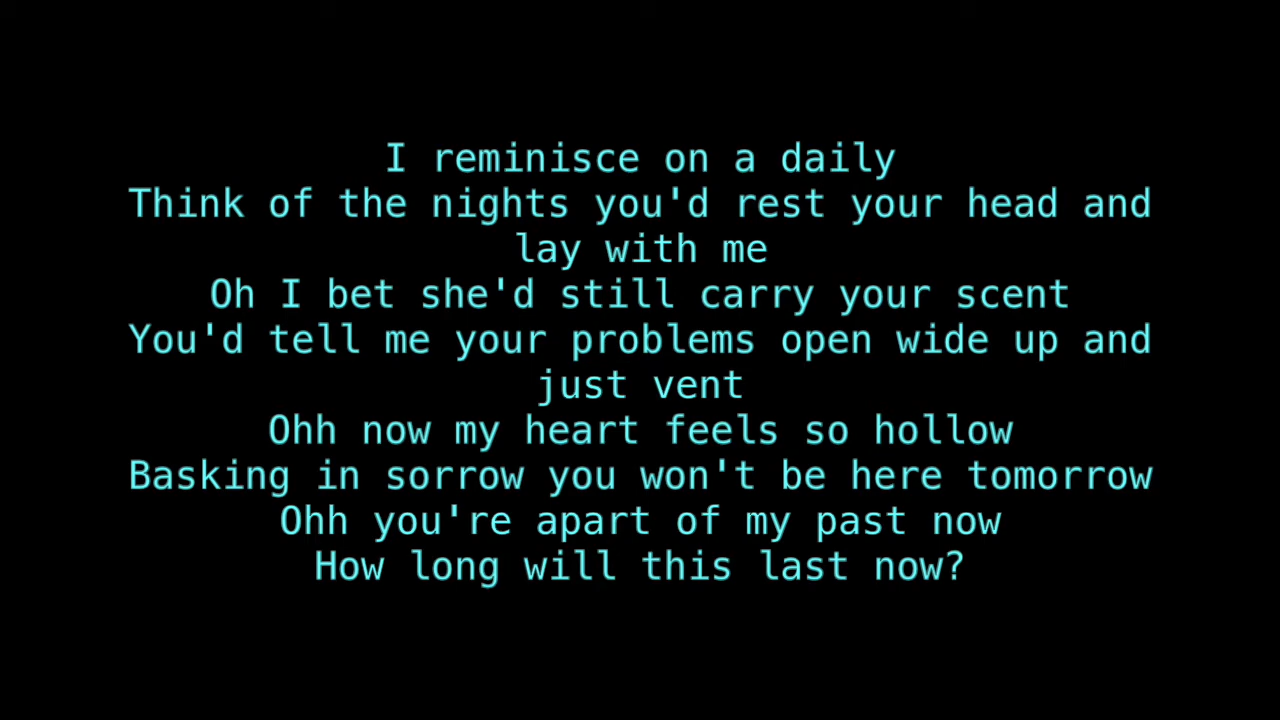 I reminisce on a daily
Think of the nights you'd rest your head and
lay with me
Oh I bet she'd still carry your scent
You'd tell me your problems open wide up and
just vent
Ohh now my heart feels so hollow
Basking in sorrow you won't be here tomorrow
Ohh you're apart of my past now
How long will this last now?